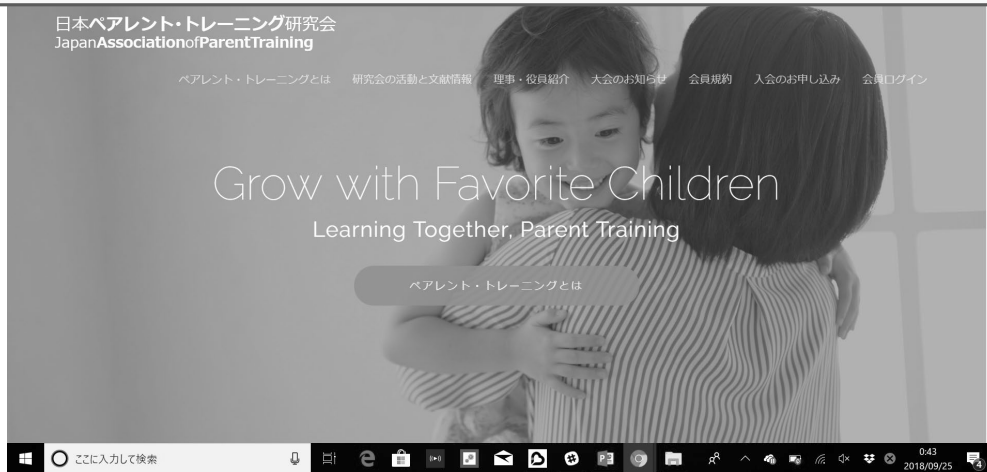 日本ペアレント・トレーニング研究会
JapanAssociationofParentTraining
ペアレント・トレーニングとは 研究会の活動と文献情報 理事・役員紹介 大会のお知らせ 会員規約 入会のお申し込み 会員ログイン
Grow with Favorite Children
Learning Together, Parent Training
ペアレント・トレーニングとは
ここに入力して検索
0:43
2018/09/25